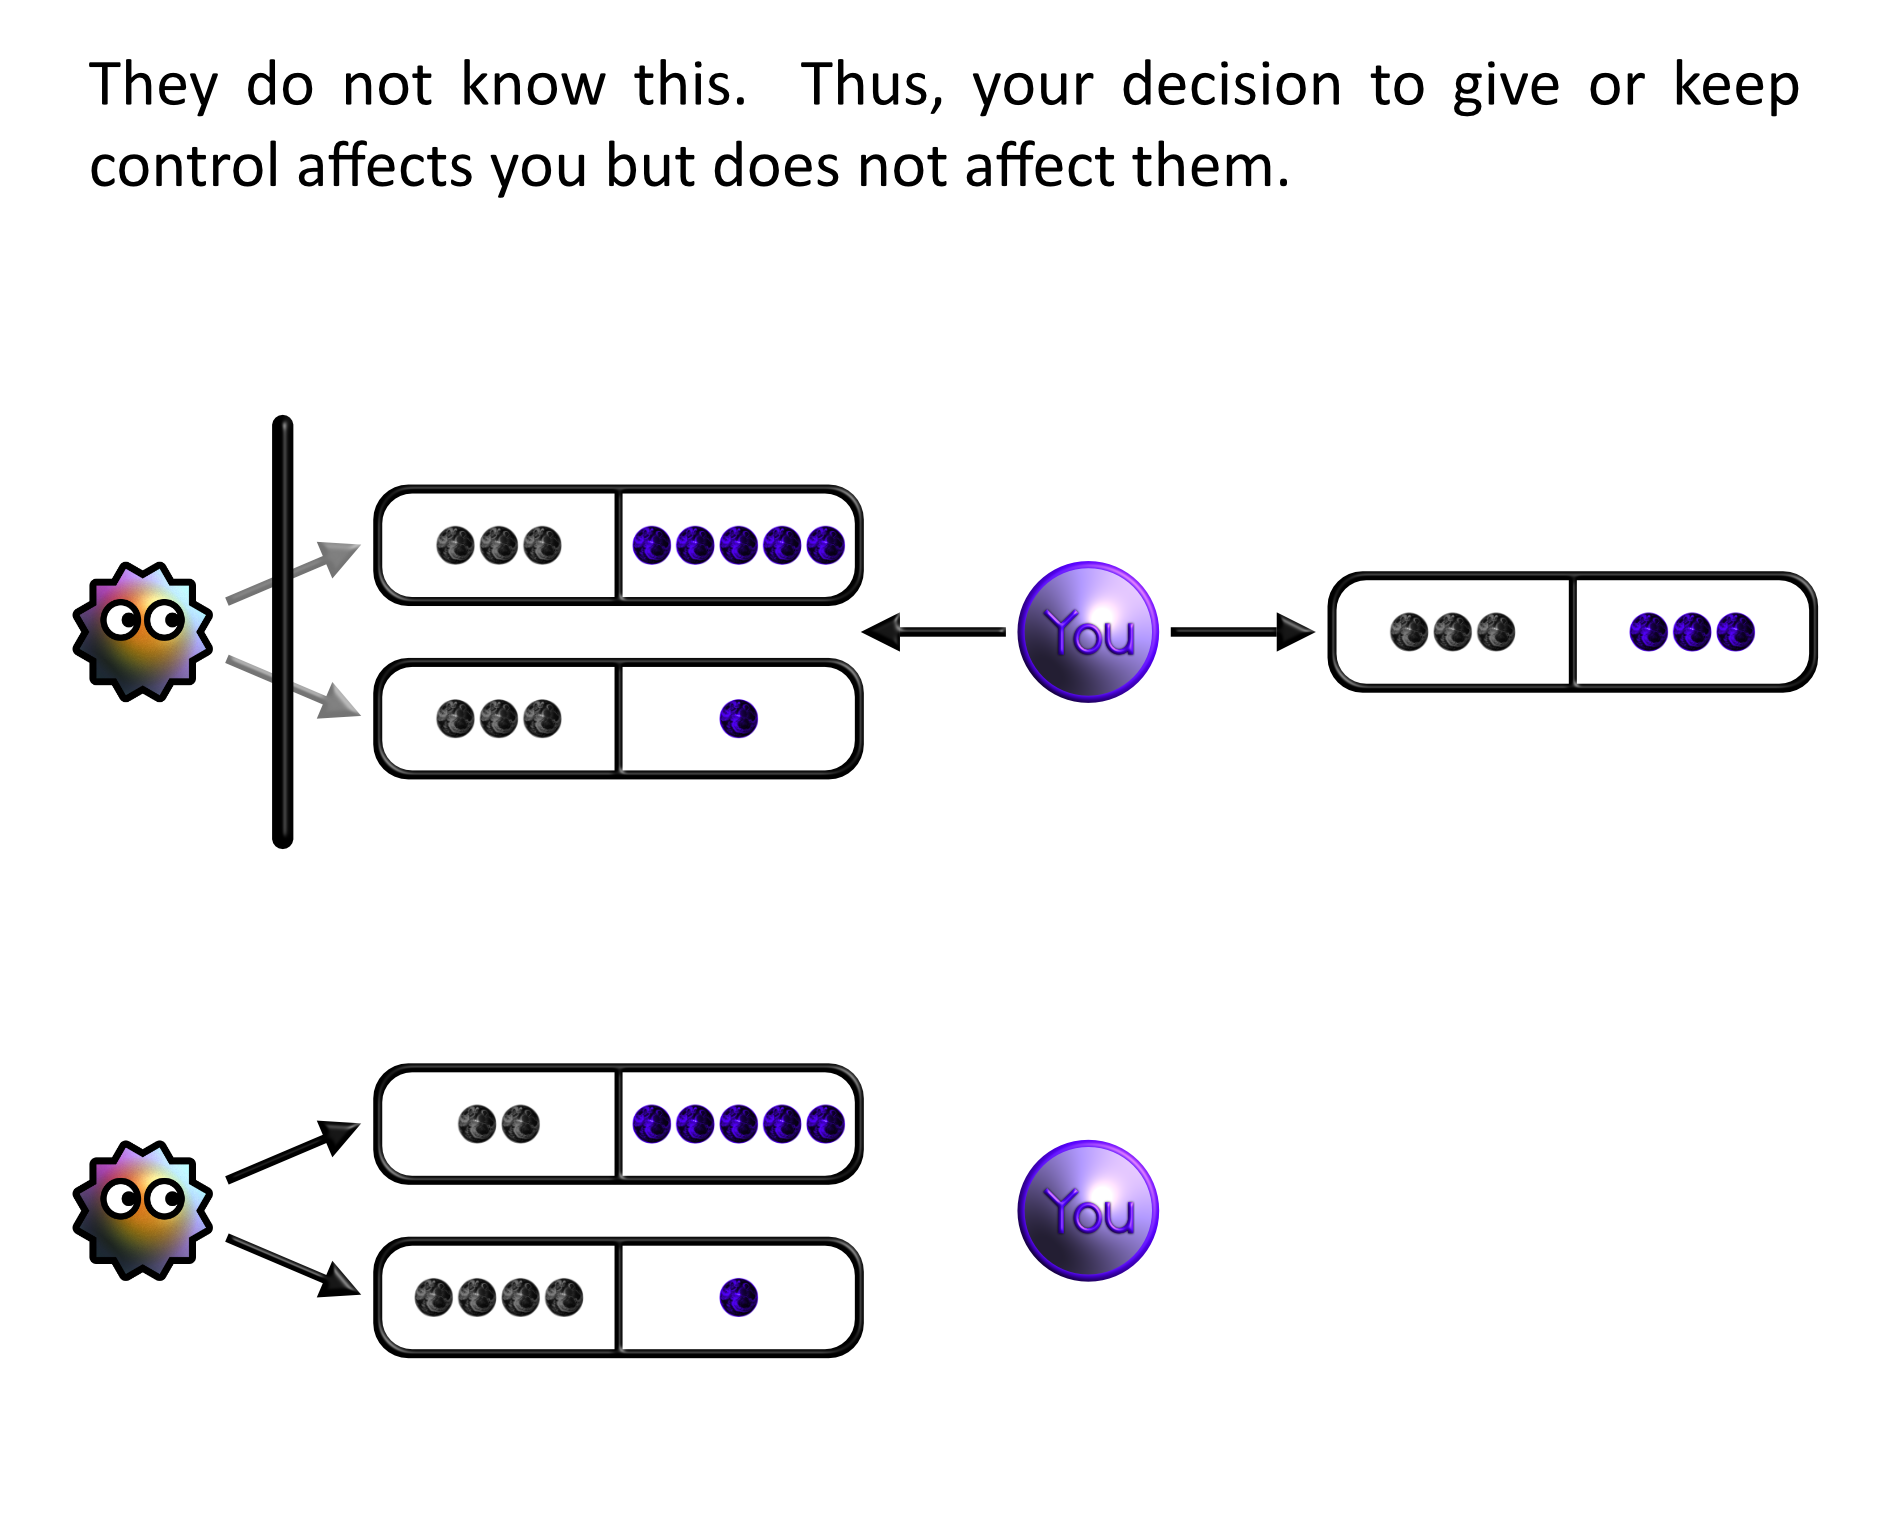 They do not know this. Thus, your decision to give or keep
control affects you but does not affect them.
You
You